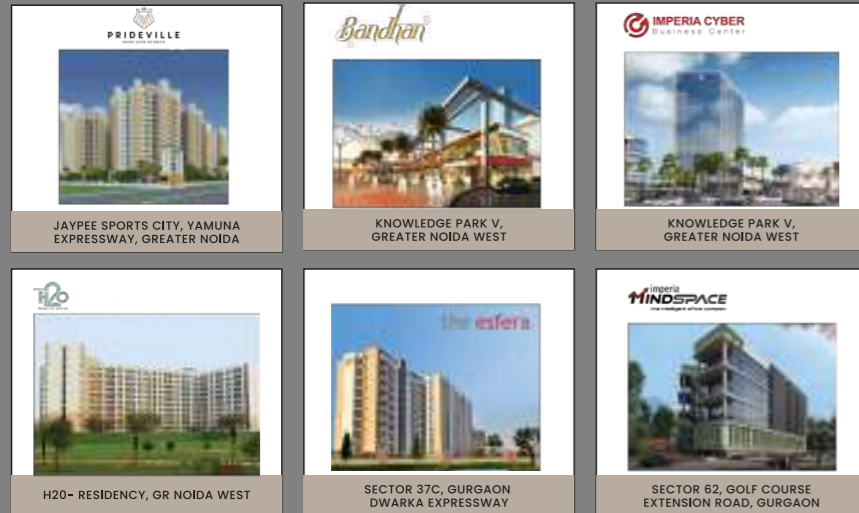 PRIDEVILLE
JAYPEE SPORTS CITY, YAMUNA
EXPRESSWAY, GREATER NOIDA
Bandhan
KNOWLEDGE PARK V,
GREATER NOIDA WEST
IMPERIA CYBER
Business Center
KNOWLEDGE PARK V,
GREATER NOIDA WEST
H2O
H20- RESIDENCY, GR NOIDA WEST
the esfera
SECTOR 37C, GURGAON
DWARKA EXPRESSWAY
imperia
MINDSPACE
the intelligent office complex
SECTOR 62, GOLF COURSE
EXTENSION ROAD, GURGAON